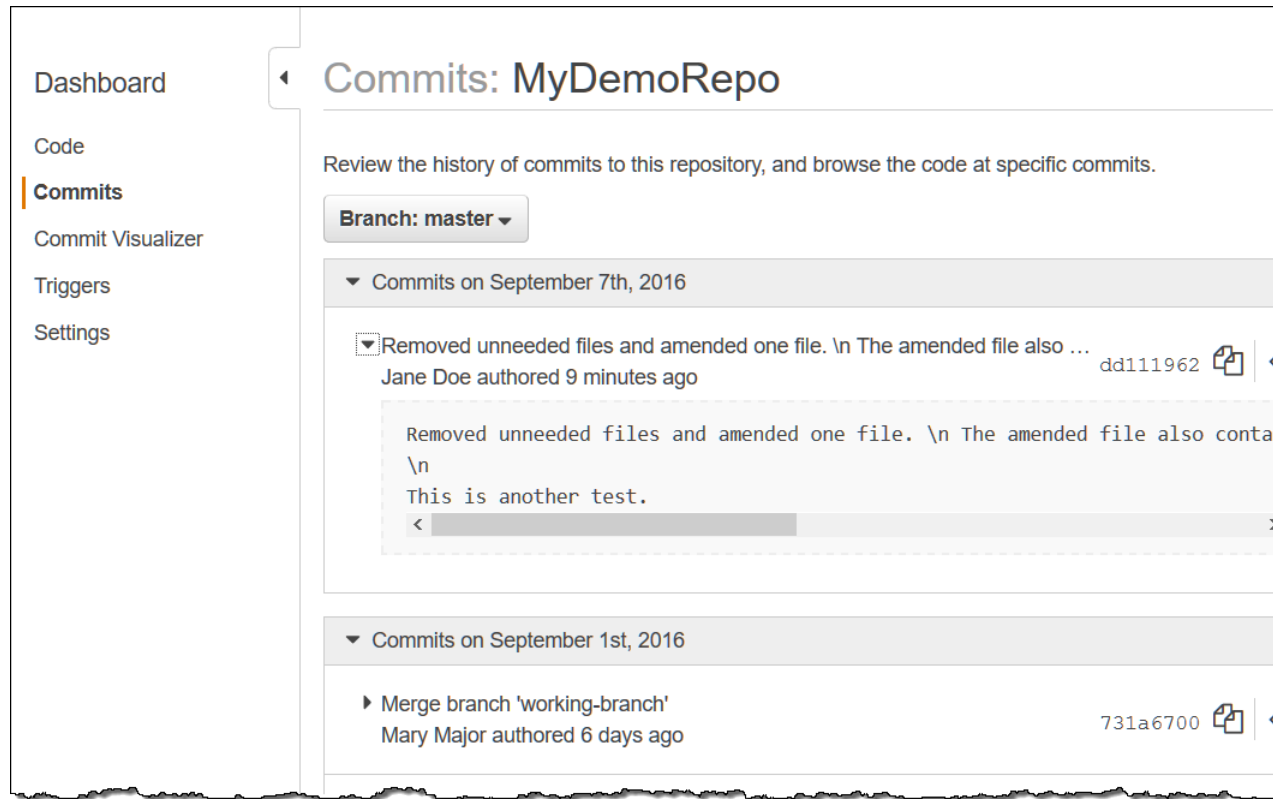 Dashboard
Code
Commits
Commit Visualizer
Triggers
Settings
Commits: MyDemoRepo
Review the history of commits to this repository, and browse the code at specific commits.
Branch: master
Commits on September 7th, 2016
Removed unneeded files and amended one file. \n The amended file also …
dd111962
Jane Doe authored 9 minutes ago
Removed unneeded files and amended one file. \n The amended file also conta
\n
This is another test.
Commits on September 1st, 2016
Merge branch 'working-branch'
731a6700
Mary Major authored 6 days ago